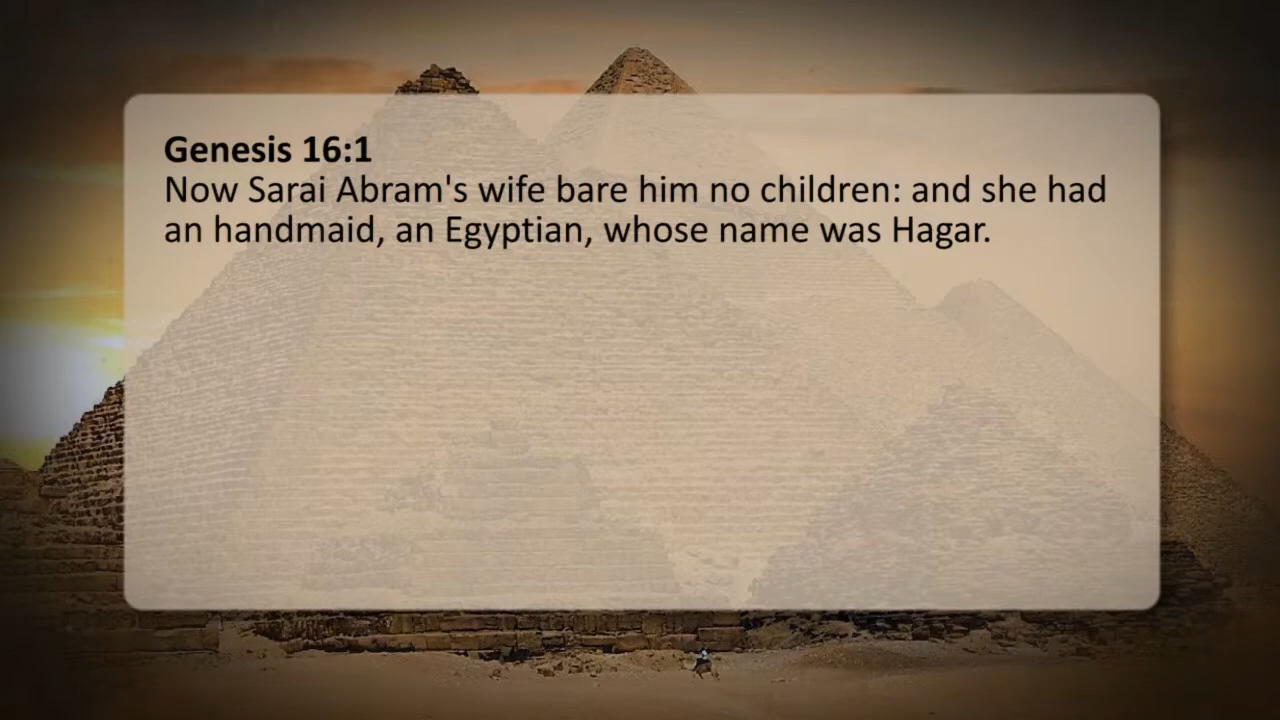 Genesis 16:1
Now Sarai Abram's wife bare him no children: and she had
an handmaid, an Egyptian, whose name was Hagar.